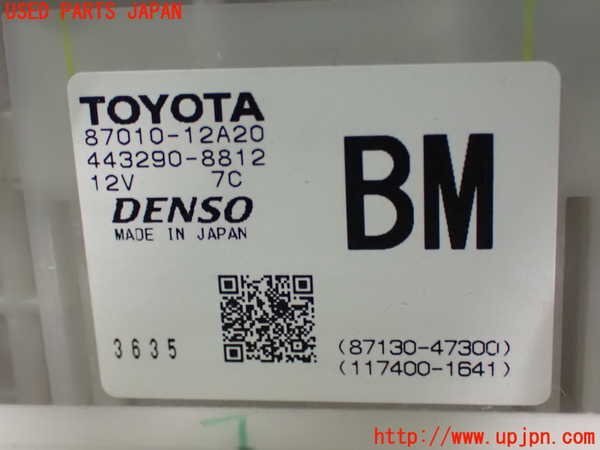 USED PARTS JAPAN
TOYOTA
87010-12A20
443290-8812
12V 7C
DENSO
MADE IN JAPAN
BM
3635
(87130-47300)
(117400-1641)
http://www.upjpn.com